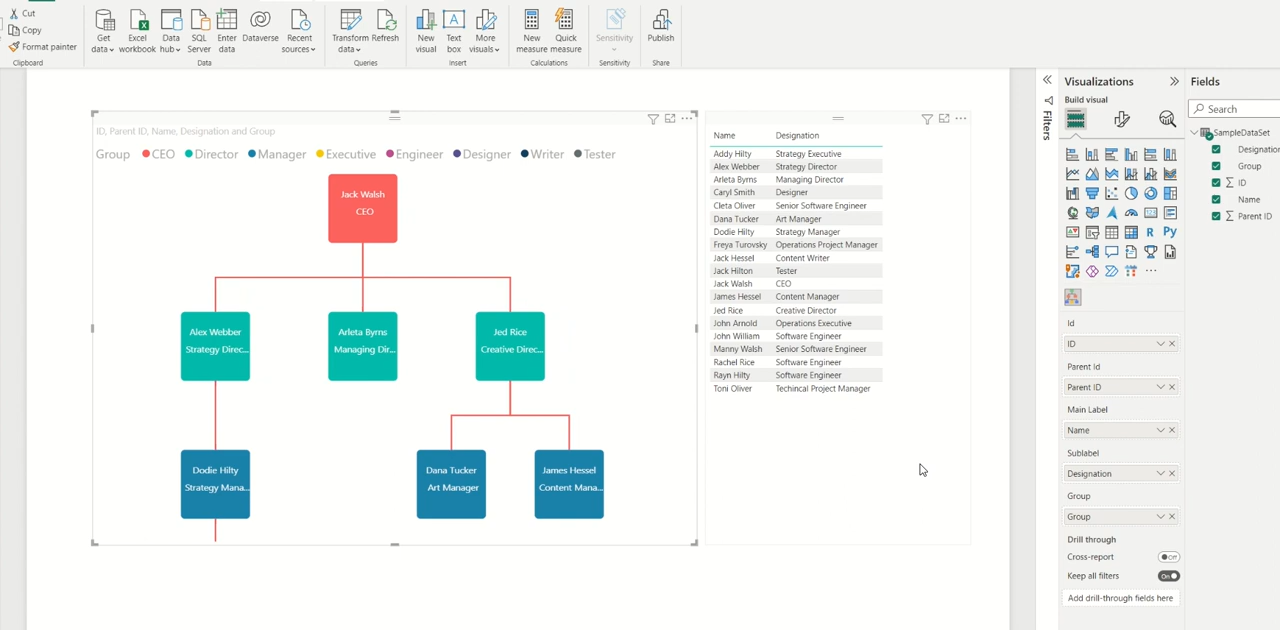 Cut
Copy
Format painter
Clipboard
Get data
Excel workbook
Data hub
SQL Server
Enter data
Dataverse
Recent sources
Data
Transform data
Refresh
Queries
New visual
Text box
More visuals
Insert
New measure
Quick measure
Calculations
Sensitivity
Sensitivity
Publish
Share
ID, Parent ID, Name, Designation and Group
Group CEO Director Manager Executive Engineer Designer Writer Tester
Jack Walsh
CEO
Alex Webber
Strategy Direc...
Arleta Byrns
Managing Dir...
Jed Rice
Creative Direc...
Dodie Hilty
Strategy Mana...
Dana Tucker
Art Manager
James Hessel
Content Mana...
Name Designation
Addy Hilty Strategy Executive
Alex Webber Strategy Director
Arleta Byrns Managing Director
Caryl Smith Designer
Cleta Oliver Senior Software Engineer
Dana Tucker Art Manager
Dodie Hilty Strategy Manager
Freya Turovsky Operations Project Manager
Jack Hessel Content Writer
Jack Hilton Tester
Jack Walsh CEO
James Hessel Content Manager
Jed Rice Creative Director
John Arnold Operations Executive
John William Software Engineer
Manny Walsh Senior Software Engineer
Rachel Rice Software Engineer
Rayn Hilty Software Engineer
Toni Oliver Techincal Project Manager
Filters
Visualizations
Build visual
R Py
Id
ID
Parent Id
Parent ID
Main Label
Name
Sublabel
Designation
Group
Group
Drill through
Cross-report Off
Keep all filters On
Add drill-through fields here
Fields
Search
SampleDataSet
Designation
Group
∑ ID
Name
∑ Parent ID